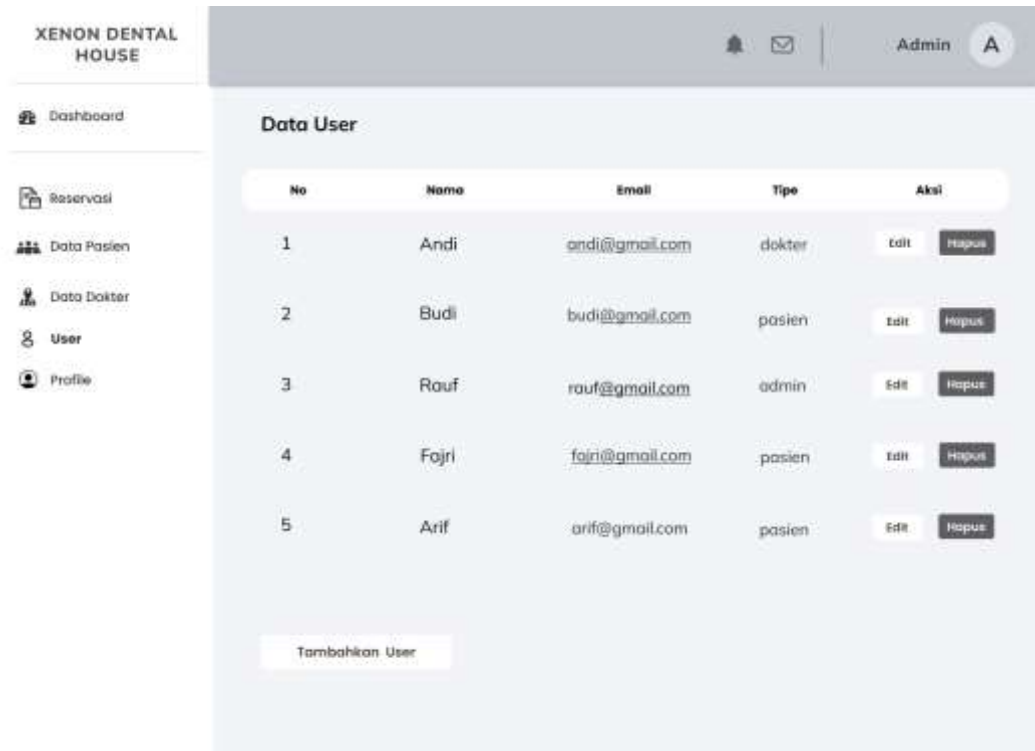 XENON DENTAL
HOUSE
Admin A
Dashboard
Reservasi
Data Pasien
Data Dokter
User
Profile
Data User
No Nama Email Tipe Aksi
1 Andi andi@gmail.com dokter Edit Hapus
2 Budi budi@gmail.com pasien Edit Hapus
3 Rauf rauf@gmail.com admin Edit Hapus
4 Fajri fajri@gmail.com pasien Edit Hapus
5 Arif arif@gmail.com pasien Edit Hapus
Tambahkan User